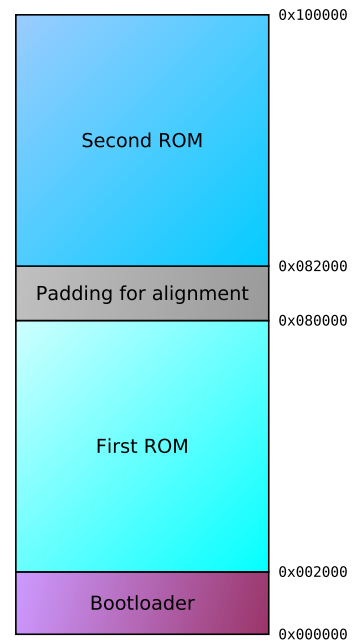 0x100000
Second ROM
0x082000
Padding for alignment
0x080000
First ROM
0x002000
Bootloader
0x000000